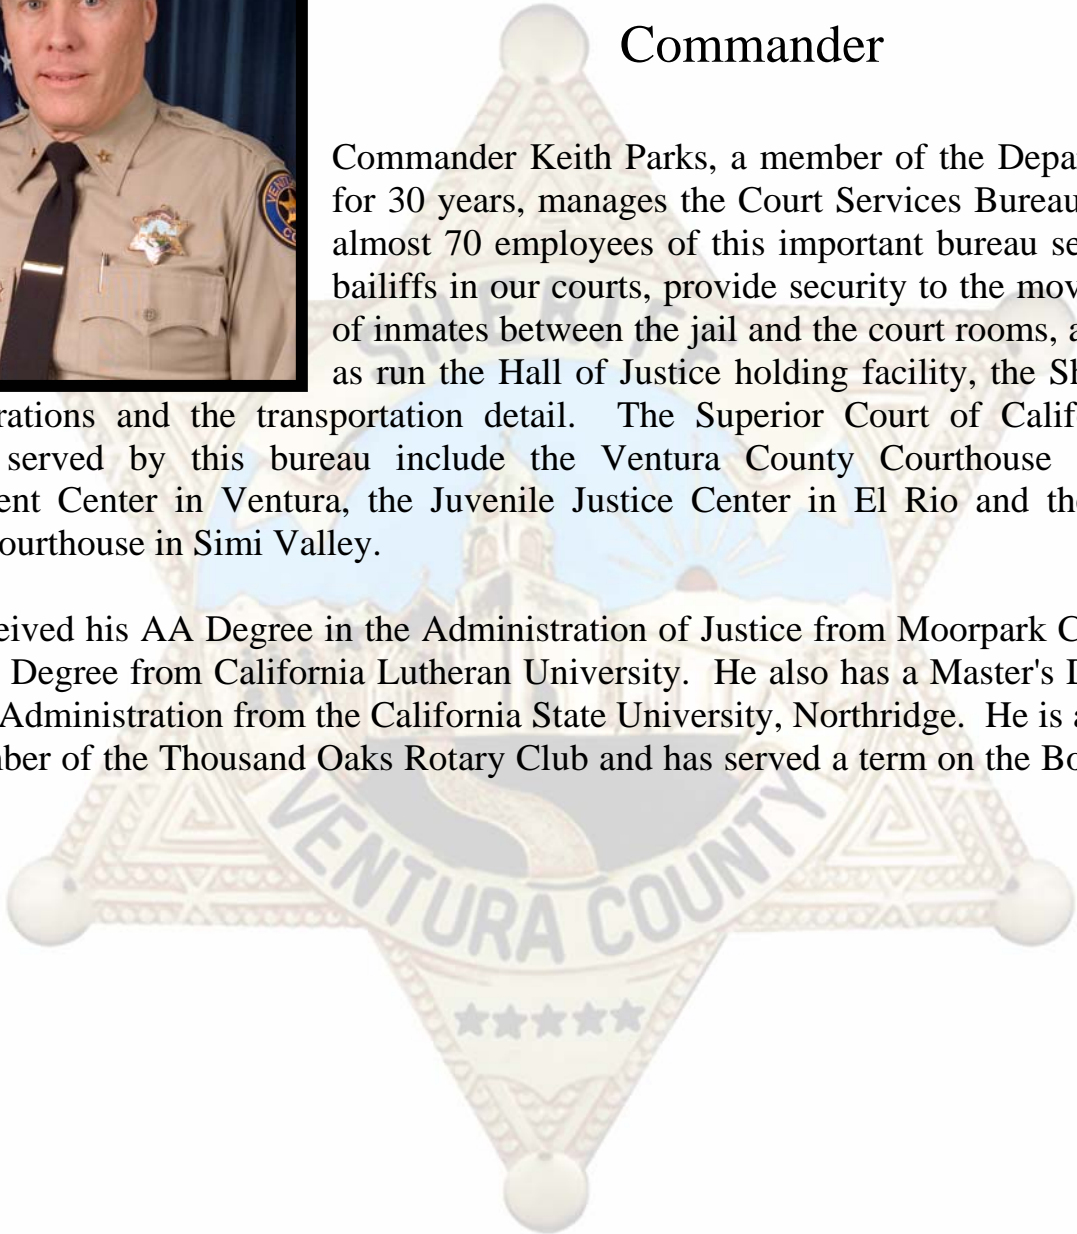 Commander
Commander Keith Parks, a member of the Depa
for 30 years, manages the Court Services Bureau
almost 70 employees of this important bureau se
bailiffs in our courts, provide security to the mov
of inmates between the jail and the court rooms, a
as run the Hall of Justice holding facility, the Sh
rations and the transportation detail. The Superior Court of Calif
served by this bureau include the Ventura County Courthouse
ent Center in Ventura, the Juvenile Justice Center in El Rio and the
ourthouse in Simi Valley.
eived his AA Degree in the Administration of Justice from Moorpark C
Degree from California Lutheran University. He also has a Master's D
Administration from the California State University, Northridge. He is a
ber of the Thousand Oaks Rotary Club and has served a term on the Bo
VENTURA COUNTY